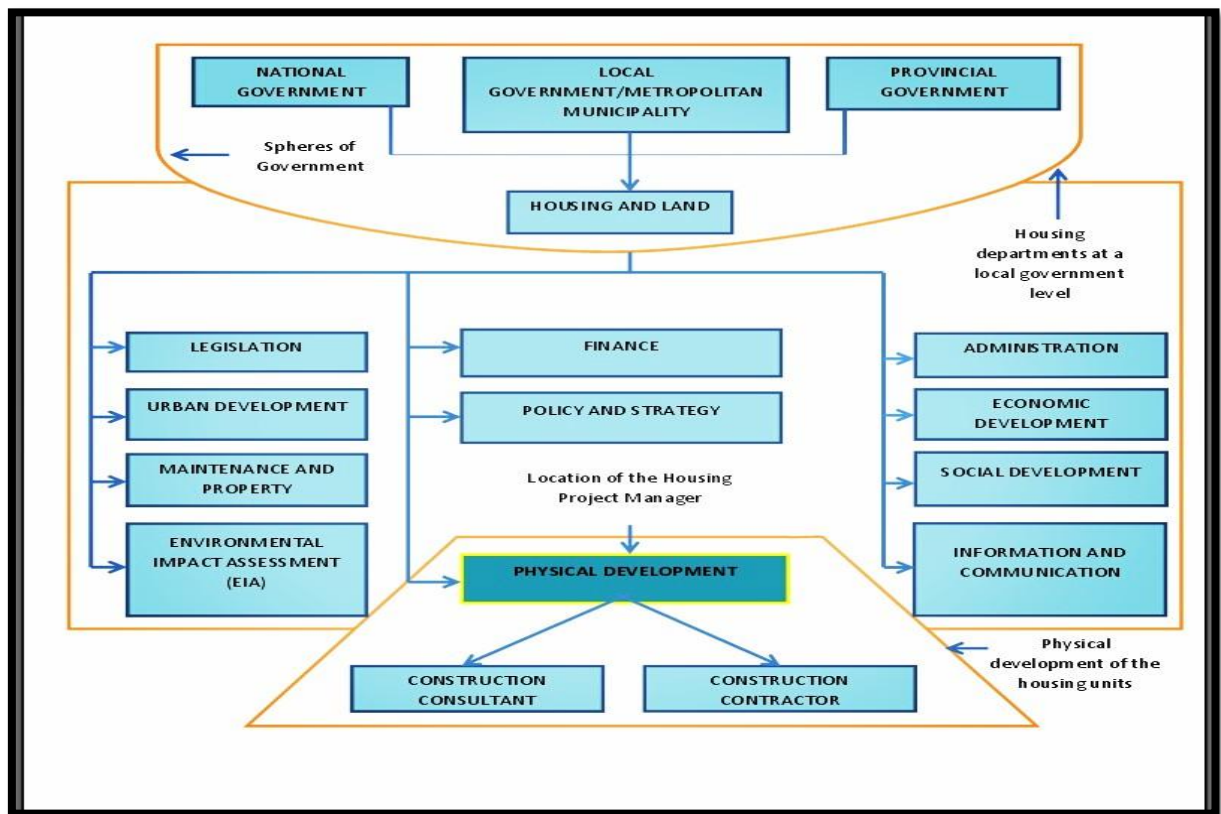 NATIONAL
GOVERNMENT
LOCAL
GOVERNMENT/METROPOLITAN
MUNICIPALITY
PROVINCIAL
GOVERNMENT
Spheres of
Government
HOUSING AND LAND
Housing
departments at a
local government
level
LEGISLATION
URBAN DEVELOPMENT
MAINTENANCE AND
PROPERTY
ENVIRONMENTAL
IMPACT ASSESSMENT
(EIA)
FINANCE
POLICY AND STRATEGY
ADMINISTRATION
ECONOMIC
DEVELOPMENT
SOCIAL DEVELOPMENT
INFORMATION AND
COMMUNICATION
Location of the Housing
Project Manager
PHYSICAL DEVELOPMENT
Physical
development of the
housing units
CONSTRUCTION
CONSULTANT
CONSTRUCTION
CONTRACTOR